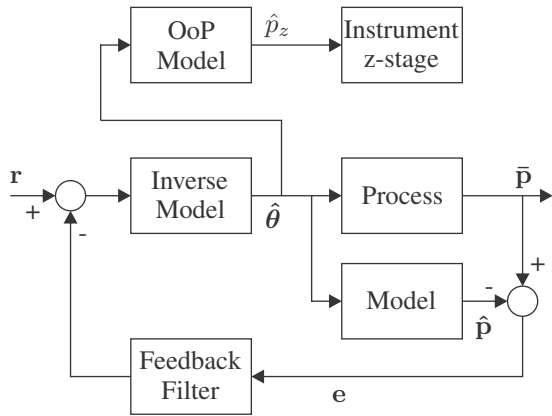 OoP
Model
p̂_z
Instrument
z-stage
r
+
-
Inverse
Model
θ̂
Process
p̄
+
-
Model
p̂
Feedback
Filter
e